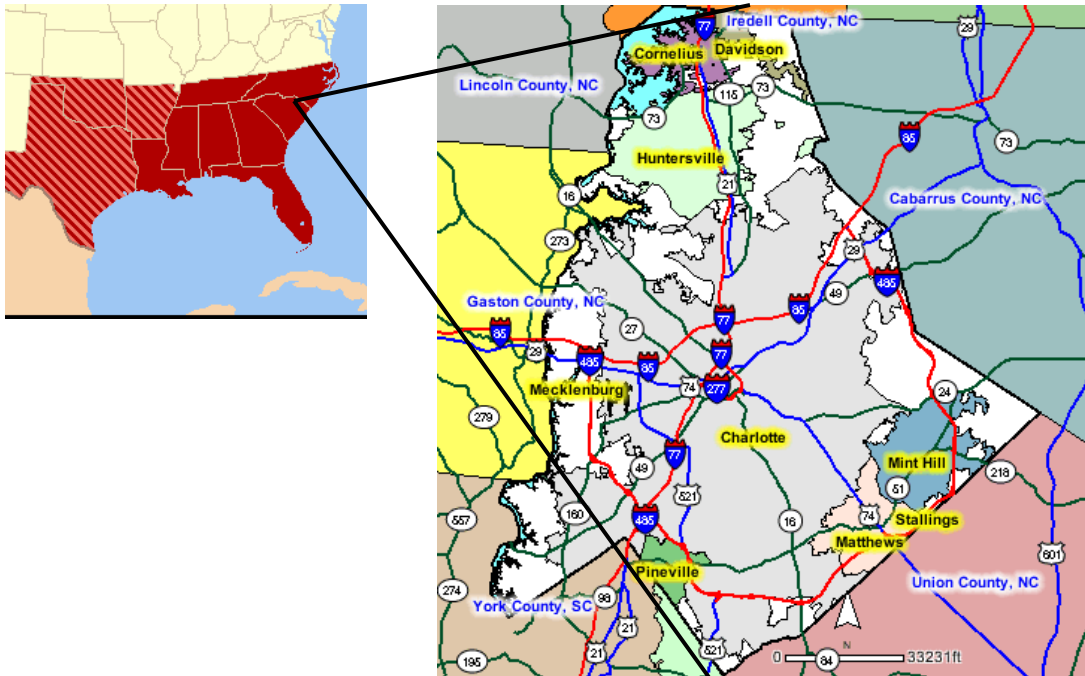 Iredell County, NC
77
29
Cornelius
Davidson
Lincoln County, NC
115
73
73
85
73
Huntersville
21
16
Cabarrus County, NC
273
29
485
49
Gaston County, NC
85
77
27
85
29
485
77
85
74
277
24
Mecklenburg
279
Charlotte
77
Mint Hill
49
218
51
521
557
160
485
16
74
Stallings
Matthews
601
Pineville
Union County, NC
274
98
York County, SC
21
N
521
195
21
0
84
33231ft